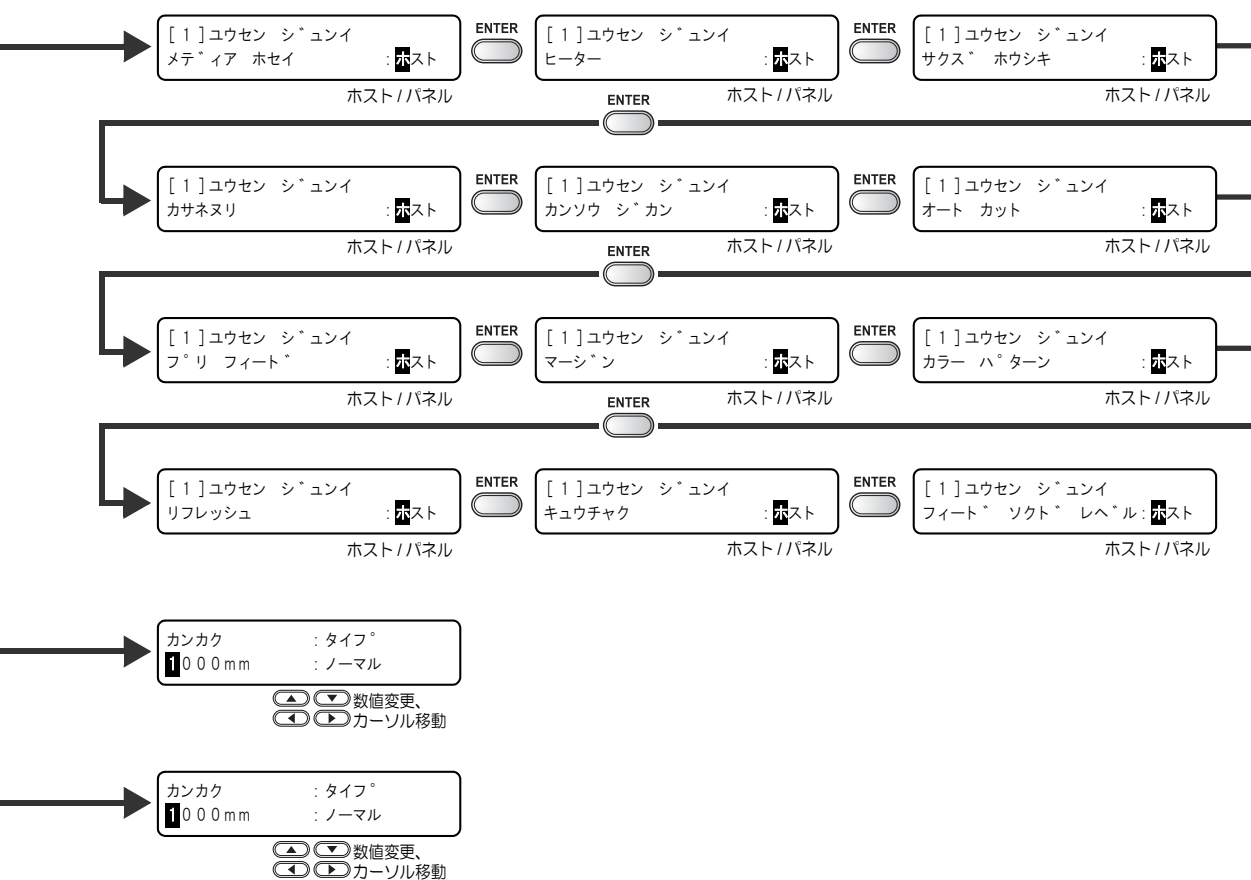 [1]ユウセン シ゛ュンイ
メテ゛ィア ホセイ :ホスト
ホスト / パネル
ENTER
[1]ユウセン シ゛ュンイ
ヒーター :ホスト
ホスト / パネル
ENTER
[1]ユウセン シ゛ュンイ
サクス゛ ホウシキ :ホスト
ホスト / パネル
ENTER
[1]ユウセン シ゛ュンイ
カサネヌリ :ホスト
ホスト / パネル
ENTER
[1]ユウセン シ゛ュンイ
カンソウ シ゛カン :ホスト
ホスト / パネル
ENTER
[1]ユウセン シ゛ュンイ
オート カット :ホスト
ホスト / パネル
ENTER
[1]ユウセン シ゛ュンイ
フ゜リ フィート゛ :ホスト
ホスト / パネル
ENTER
[1]ユウセン シ゛ュンイ
マーシ゛ン :ホスト
ホスト / パネル
ENTER
[1]ユウセン シ゛ュンイ
カラー ハ゜ターン :ホスト
ホスト / パネル
ENTER
[1]ユウセン シ゛ュンイ
リフレッシュ :ホスト
ホスト / パネル
ENTER
[1]ユウセン シ゛ュンイ
キュウチャク :ホスト
ホスト / パネル
ENTER
[1]ユウセン シ゛ュンイ
フィート゛ ソクト゛ レヘ゛ル:ホスト
ホスト / パネル
カンカク :タイフ゜
1000mm :ノーマル
数値変更、
カーソル移動
カンカク :タイフ゜
1000mm :ノーマル
数値変更、
カーソル移動